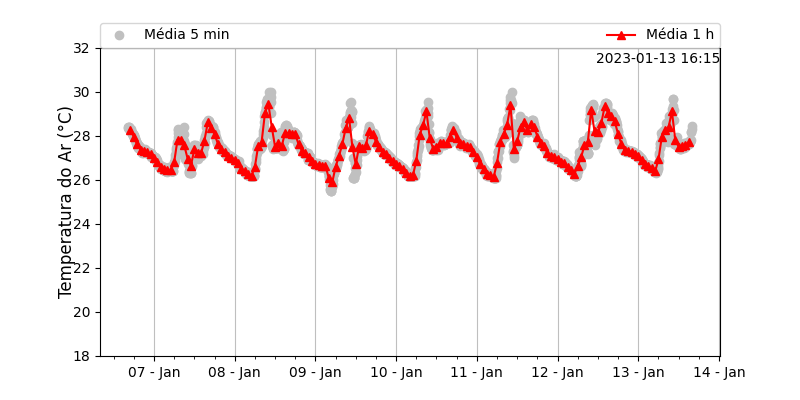 Média 5 min
Média 1 h
2023-01-13 16:15
Temperatura do Ar (°C)
32
30
28
26
24
22
20
18
07 - Jan
08 - Jan
09 - Jan
10 - Jan
11 - Jan
12 - Jan
13 - Jan
14 - Jan